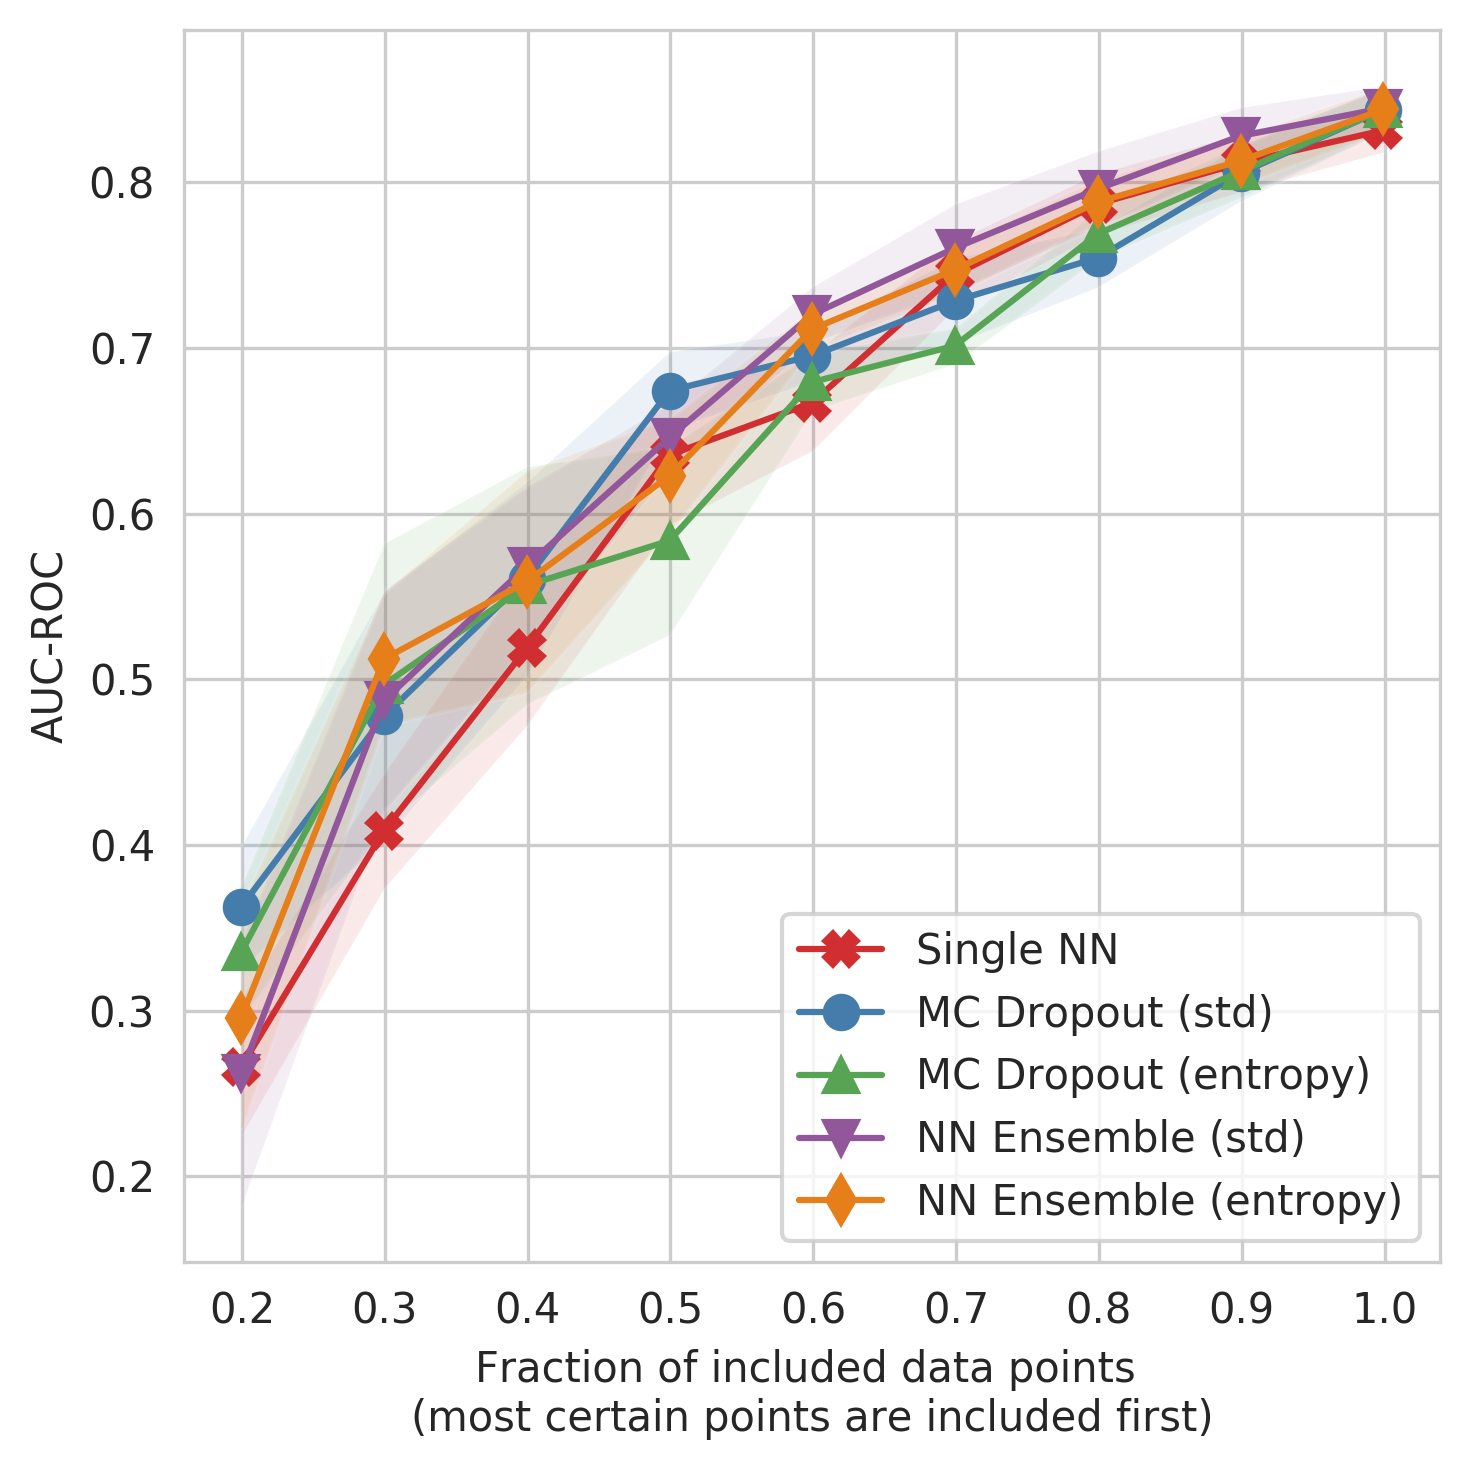 0.8
0.7
0.6
0.5
0.4
0.3
0.2
AUC-ROC
Single NN
MC Dropout (std)
MC Dropout (entropy)
NN Ensemble (std)
NN Ensemble (entropy)
0.2 0.3 0.4 0.5 0.6 0.7 0.8 0.9 1.0
Fraction of included data points
(most certain points are included first)